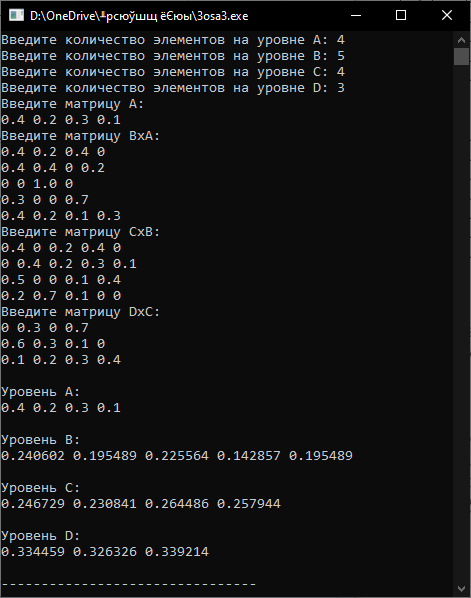 D:\OneDrive\╨рсюўшщ ёЄюы\3osa3.exe
Введите количество элементов на уровне A: 4
Введите количество элементов на уровне B: 5
Введите количество элементов на уровне C: 4
Введите количество элементов на уровне D: 3
Введите матрицу A:
0.4 0.2 0.3 0.1
Введите матрицу BxA:
0.4 0.2 0.4 0
0.4 0.4 0 0.2
0 0 1.0 0
0.3 0 0 0.7
0.4 0.2 0.1 0.3
Введите матрицу CxB:
0.4 0 0.2 0.4 0
0 0.4 0.2 0.3 0.1
0.5 0 0 0.1 0.4
0.2 0.7 0.1 0 0
Введите матрицу DxC:
0 0.3 0 0.7
0.6 0.3 0.1 0
0.1 0.2 0.3 0.4
Уровень A:
0.4 0.2 0.3 0.1
Уровень B:
0.240602 0.195489 0.225564 0.142857 0.195489
Уровень C:
0.246729 0.230841 0.264486 0.257944
Уровень D:
0.334459 0.326326 0.339214
--------------------------------